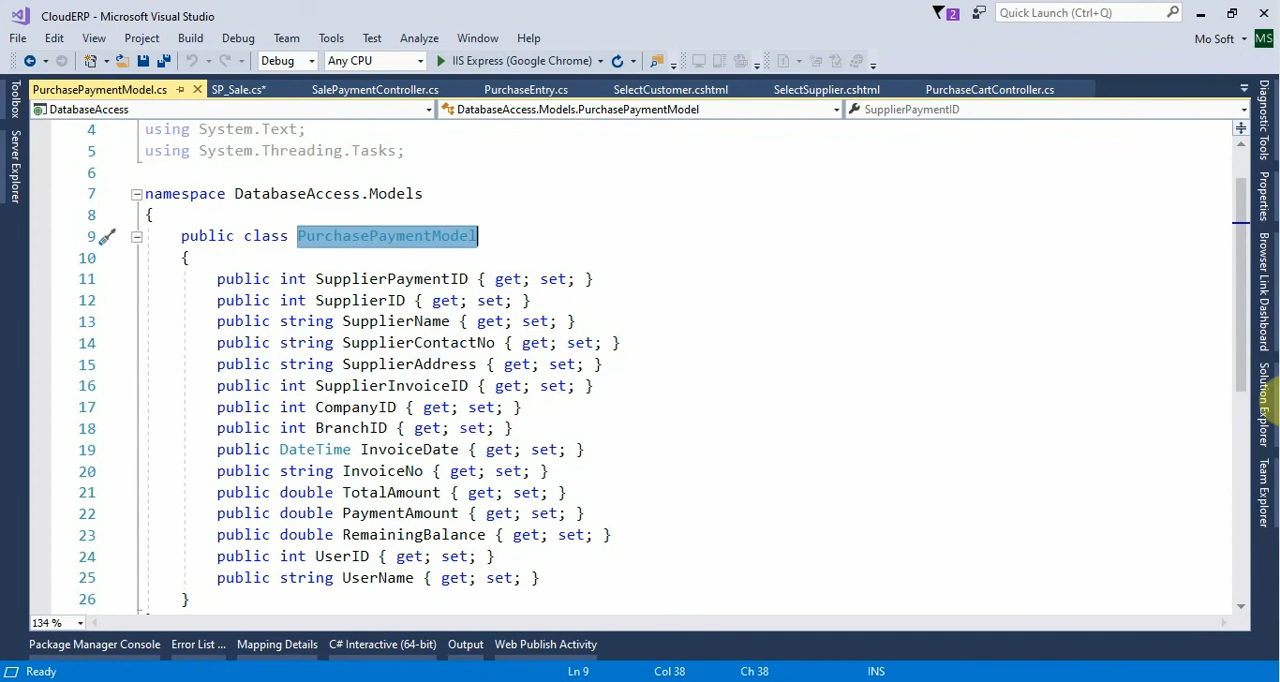 CloudERP - Microsoft Visual Studio
2
Quick Launch (Ctrl+Q)
File Edit View Project Build Debug Team Tools Test Analyze Window Help
Mo Soft MS
Debug Any CPU IIS Express (Google Chrome)
PurchasePaymentModel.cs SP_Sale.cs* SalePaymentController.cs PurchaseEntry.cs SelectCustomer.cshtml SelectSupplier.cshtml PurchaseCartController.cs
DatabaseAccess DatabaseAccess.Models.PurchasePaymentModel SupplierPaymentID
Toolbox
Server Explorer
4 using System.Text;
5 using System.Threading.Tasks;
6
7 namespace DatabaseAccess.Models
8 {
9 public class PurchasePaymentModel
10 {
11 public int SupplierPaymentID { get; set; }
12 public int SupplierID { get; set; }
13 public string SupplierName { get; set; }
14 public string SupplierContactNo { get; set; }
15 public string SupplierAddress { get; set; }
16 public int SupplierInvoiceID { get; set; }
17 public int CompanyID { get; set; }
18 public int BranchID { get; set; }
19 public DateTime InvoiceDate { get; set; }
20 public string InvoiceNo { get; set; }
21 public double TotalAmount { get; set; }
22 public double PaymentAmount { get; set; }
23 public double RemainingBalance { get; set; }
24 public int UserID { get; set; }
25 public string UserName { get; set; }
26 }
Diagnostic Tools
Properties
Browser Link Dashboard
Solution Explorer
Team Explorer
134 %
Package Manager Console Error List ... Mapping Details C# Interactive (64-bit) Output Web Publish Activity
Ready Ln 9 Col 38 Ch 38 INS